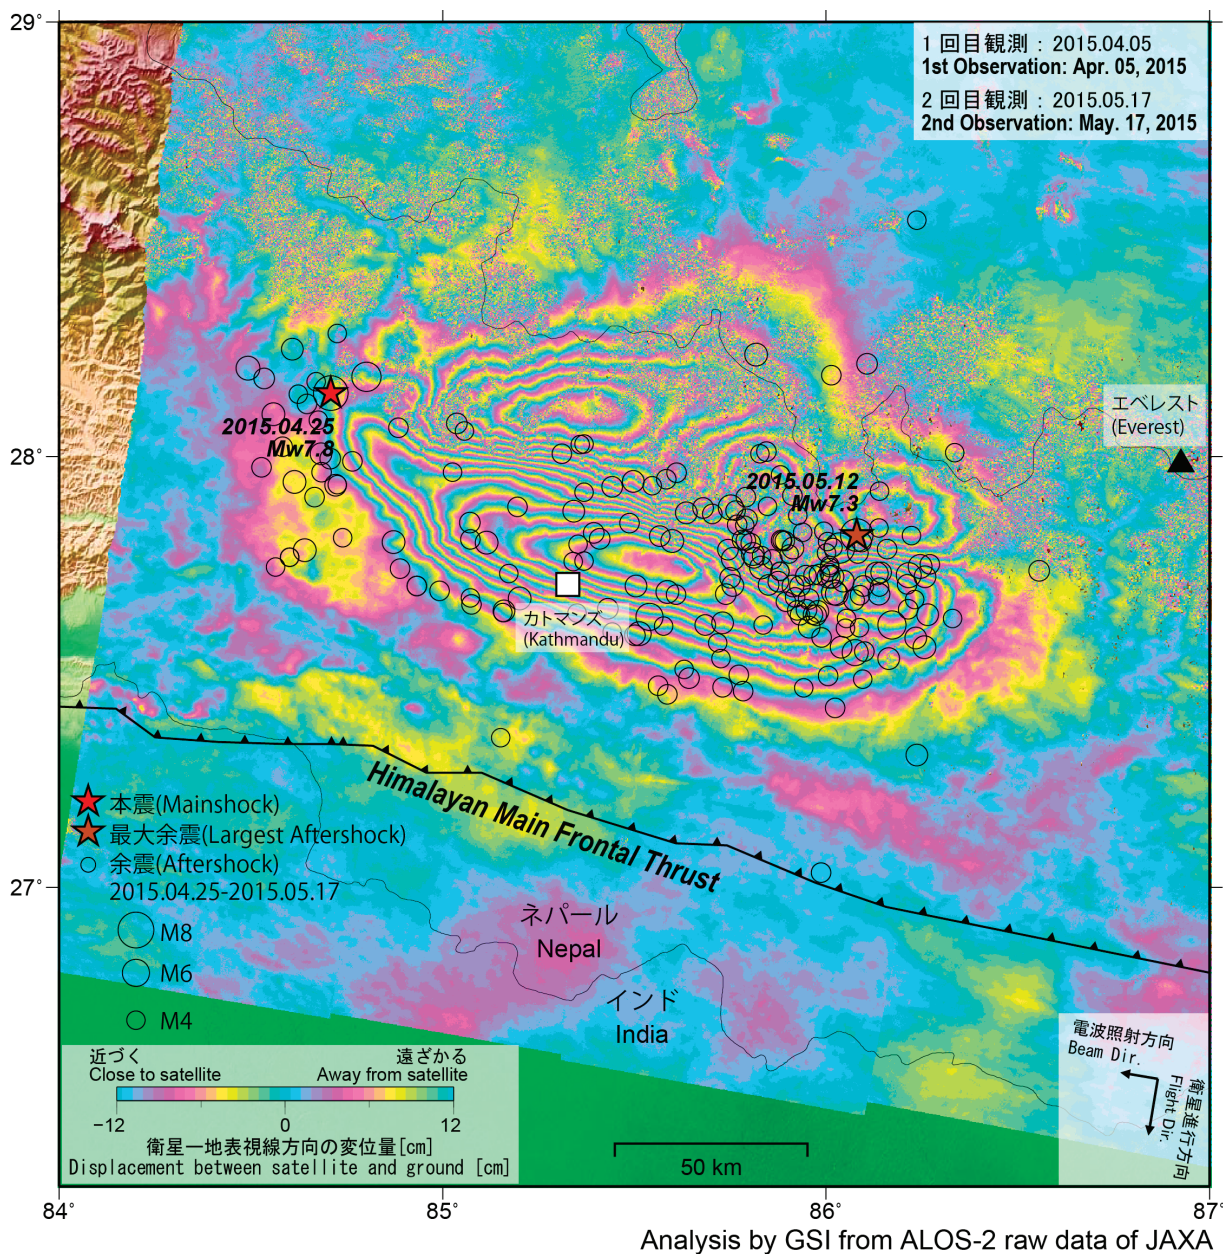 29°
1 回目観測：2015.04.05
1st Observation: Apr. 05, 2015
2 回目観測：2015.05.17
2nd Observation: May. 17, 2015
エベレスト
(Everest)
28°
2015.04.25
Mw7.8
2015.05.12
Mw7.3
カトマンズ
(Kathmandu)
Himalayan Main Frontal Thrust
本震(Mainshock)
最大余震(Largest Aftershock)
余震(Aftershock)
2015.04.25-2015.05.17
27°
M8
M6
M4
ネパール
Nepal
インド
India
近づく 遠ざかる
Close to satellite Away from satellite
−12 0 12
衛星―地表視線方向の変位量[cm]
Displacement between satellite and ground [cm]
50 km
電波照射方向
Beam Dir.
衛星進行方向
Flight Dir.
84° 85° 86° 87°
Analysis by GSI from ALOS-2 raw data of JAXA